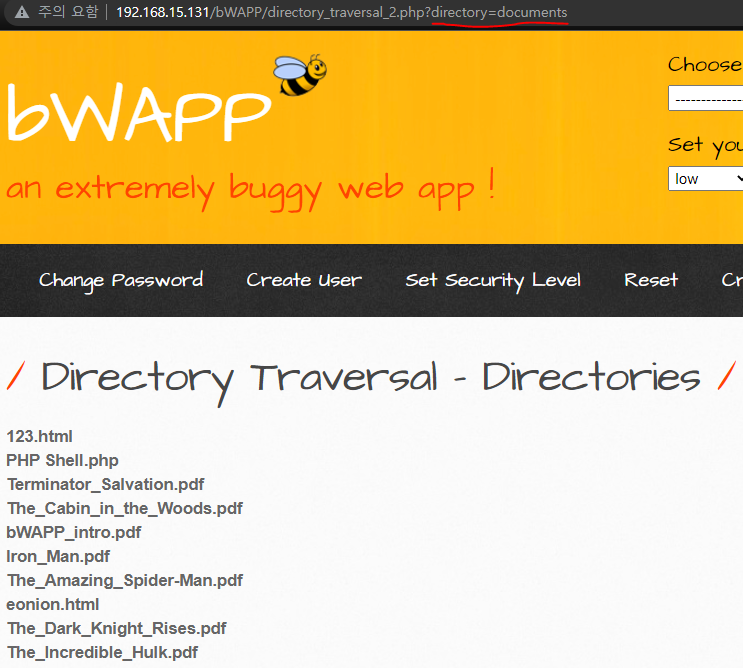 주의 요함 | 192.168.15.131/bWAPP/directory_traversal_2.php?directory=documents
bWAPP
Choose
-------------
an extremely buggy web app !
Set you
low
Change Password Create User Set Security Level Reset Cr
/ Directory Traversal - Directories /
123.html
PHP Shell.php
Terminator_Salvation.pdf
The_Cabin_in_the_Woods.pdf
bWAPP_intro.pdf
Iron_Man.pdf
The_Amazing_Spider-Man.pdf
eonion.html
The_Dark_Knight_Rises.pdf
The_Incredible_Hulk.pdf